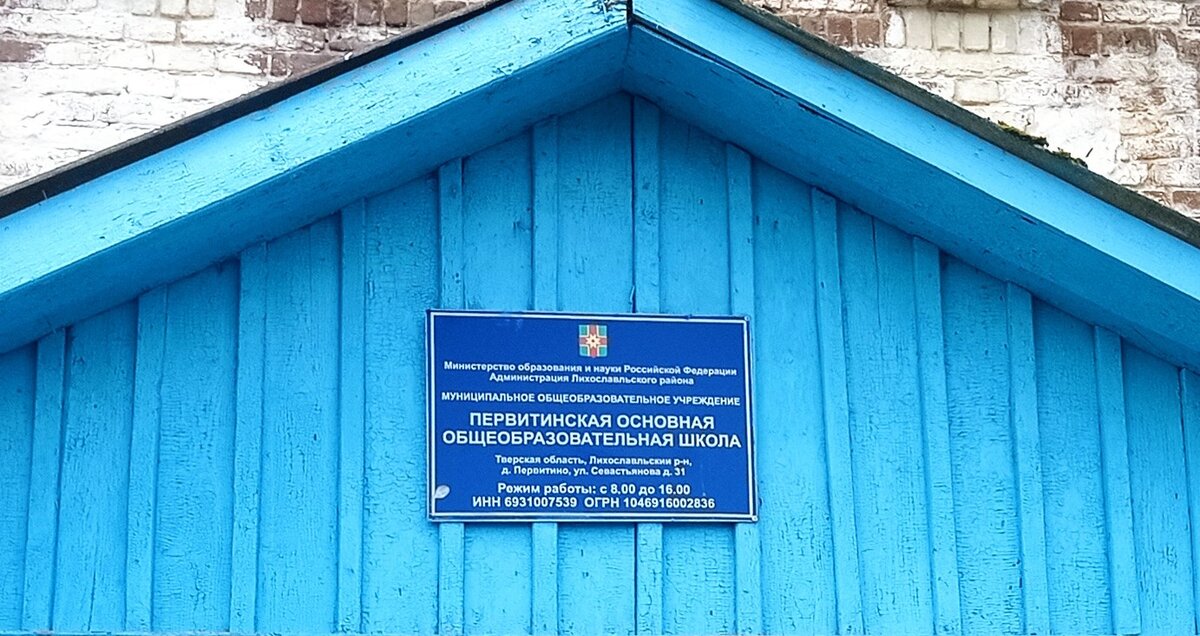 Министерство образования и науки Российской Федерации
Администрация Лихославльского района
МУНИЦИПАЛЬНОЕ ОБЩЕОБРАЗОВАТЕЛЬНОЕ УЧРЕЖДЕНИЕ
ПЕРВИТИНСКАЯ ОСНОВНАЯ
ОБЩЕОБРАЗОВАТЕЛЬНАЯ ШКОЛА
Тверская область, Лихославльский р-н,
д. Первитино, ул. Севастьянова д. 31
Режим работы: с 8.00 до 16.00
ИНН 6931007539 ОГРН 1046916002836